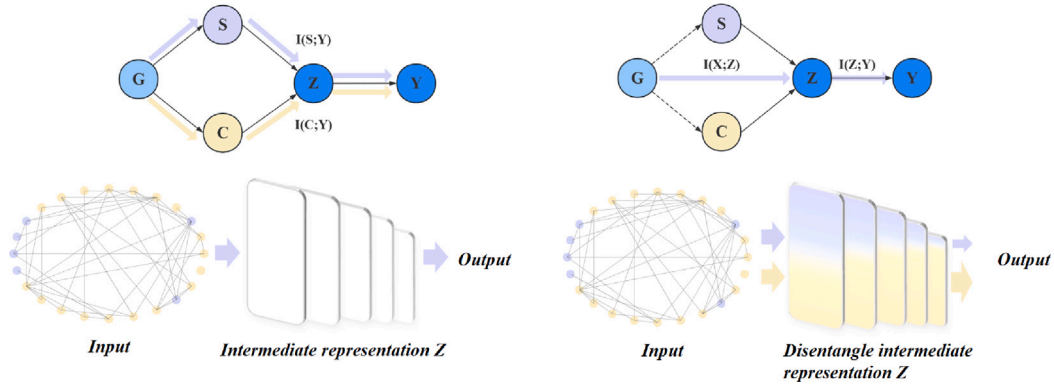 S
I(S;Y)
G
Z
Y
C
I(C;Y)
Input
Intermediate representation Z
Output
S
I(X;Z)
I(Z;Y)
G
Z
Y
C
Input
Disentangle intermediate
representation Z
Output